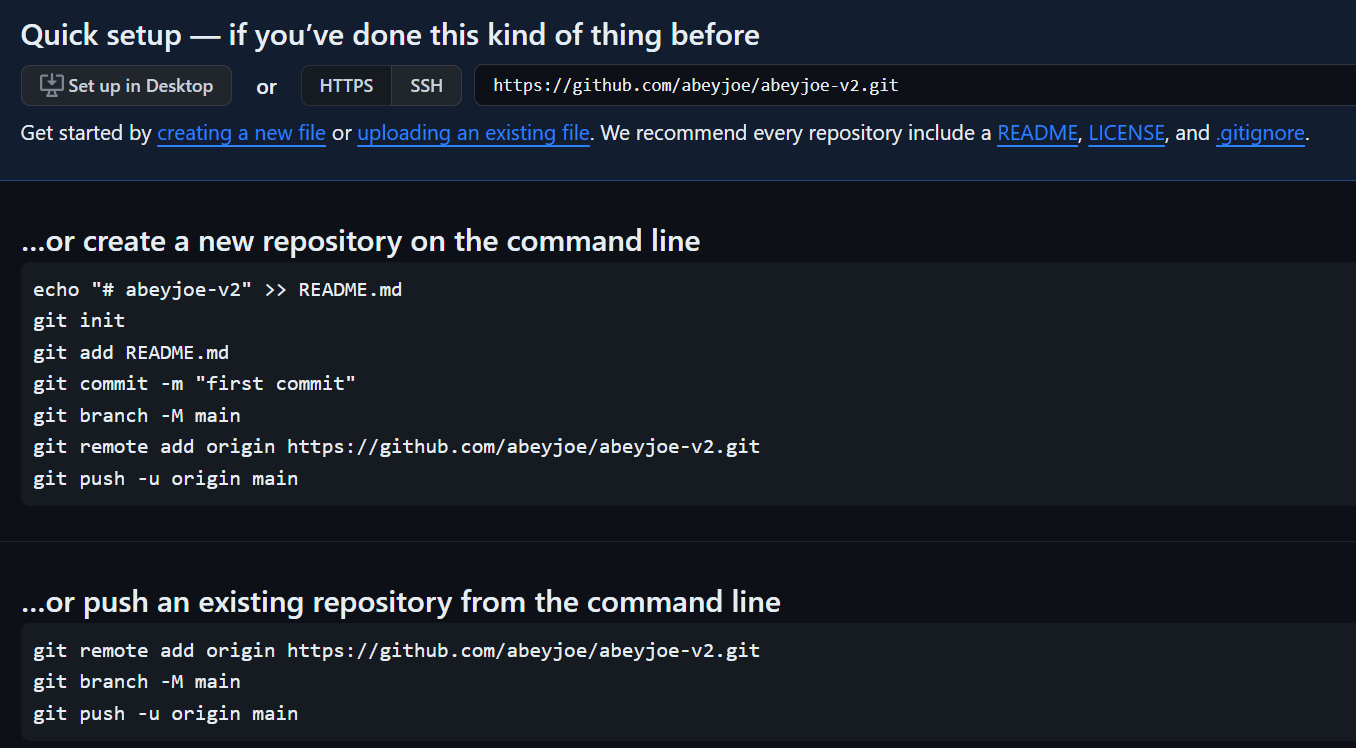 Quick setup — if you’ve done this kind of thing before
Set up in Desktop or HTTPS SSH https://github.com/abeyjoe/abeyjoe-v2.git
Get started by creating a new file or uploading an existing file. We recommend every repository include a README, LICENSE, and .gitignore.
…or create a new repository on the command line
echo "# abeyjoe-v2" >> README.md
git init
git add README.md
git commit -m "first commit"
git branch -M main
git remote add origin https://github.com/abeyjoe/abeyjoe-v2.git
git push -u origin main
…or push an existing repository from the command line
git remote add origin https://github.com/abeyjoe/abeyjoe-v2.git
git branch -M main
git push -u origin main